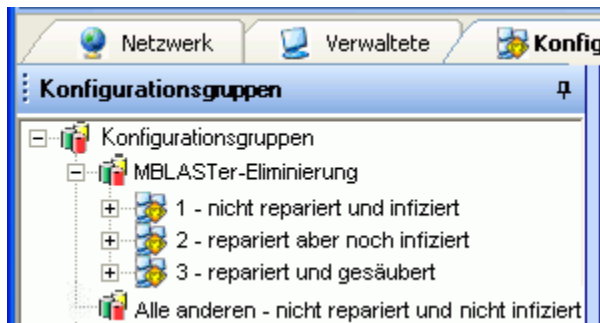 Netzwerk Verwaltete Konfig
Konfigurationsgruppen
Konfigurationsgruppen
MBLASTer-Eliminierung
1 - nicht repariert und infiziert
2 - repariert aber noch infiziert
3 - repariert und gesäubert
Alle anderen - nicht repariert und nicht infiziert